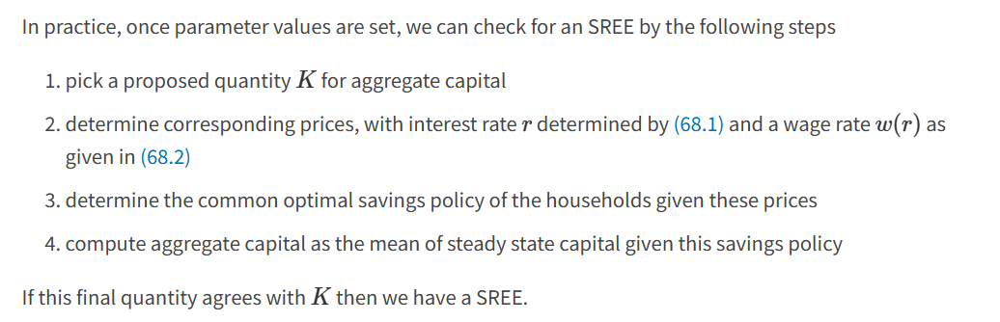 In practice, once parameter values are set, we can check for an SREE by the following steps
1. pick a proposed quantity K for aggregate capital
2. determine corresponding prices, with interest rate r determined by (68.1) and a wage rate w(r) as
given in (68.2)
3. determine the common optimal savings policy of the households given these prices
4. compute aggregate capital as the mean of steady state capital given this savings policy
If this final quantity agrees with K then we have a SREE.